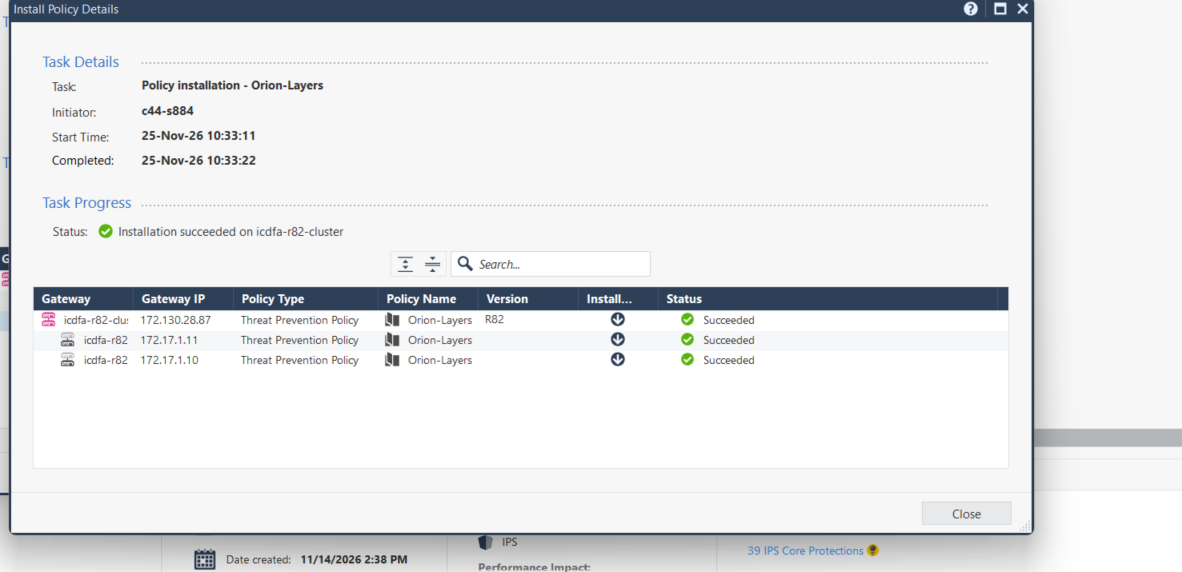 Install Policy Details
Task Details
Task: Policy installation - Orion-Layers
Initiator: c44-s884
Start Time: 25-Nov-26 10:33:11
Completed: 25-Nov-26 10:33:22
Task Progress
Status: Installation succeeded on icdfa-r82-cluster
Search...
Gateway Gateway IP Policy Type Policy Name Version Install... Status
icdfa-r82-clu 172.130.28.87 Threat Prevention Policy Orion-Layers R82 Succeeded
icdfa-r82 172.17.1.11 Threat Prevention Policy Orion-Layers Succeeded
icdfa-r82 172.17.1.10 Threat Prevention Policy Orion-Layers Succeeded
Close
IPS
39 IPS Core Protections
Date created: 11/14/2026 2:38 PM
Performance Impact: